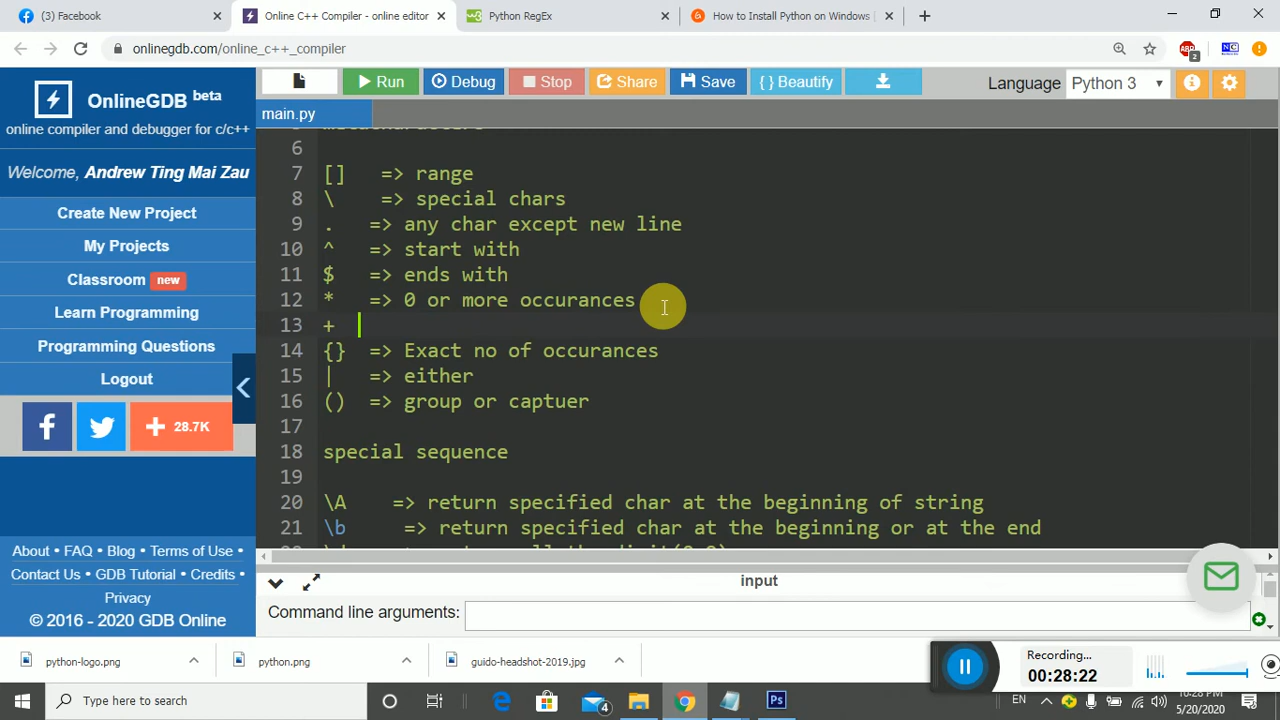 (3) Facebook
Online C++ Compiler - online editor
Python RegEx
How to Install Python on Windows
onlinegdb.com/online_c++_compiler
ABP
2
NC
OnlineGDB beta
online compiler and debugger for c/c++
Welcome, Andrew Ting Mai Zau
Create New Project
My Projects
Classroom new
Learn Programming
Programming Questions
Logout
28.7K
About • FAQ • Blog • Terms of Use •
Contact Us • GDB Tutorial • Credits •
Privacy
© 2016 - 2020 GDB Online
Run
Debug
Stop
Share
Save
{ } Beautify
Language Python 3
main.py
6
7 [] => range
8 \ => special chars
9 . => any char except new line
10 ^ => start with
11 $ => ends with
12 * => 0 or more occurances
13 +
14 {} => Exact no of occurances
15 | => either
16 () => group or captuer
17
18 special sequence
19
20 \A => return specified char at the beginning of string
21 \b => return specified char at the beginning or at the end
input
Command line arguments:
python-logo.png
python.png
guido-headshot-2019.jpg
Recording...
00:28:22
Type here to search
4
Ps
EN
10:28 PM
5/20/2020